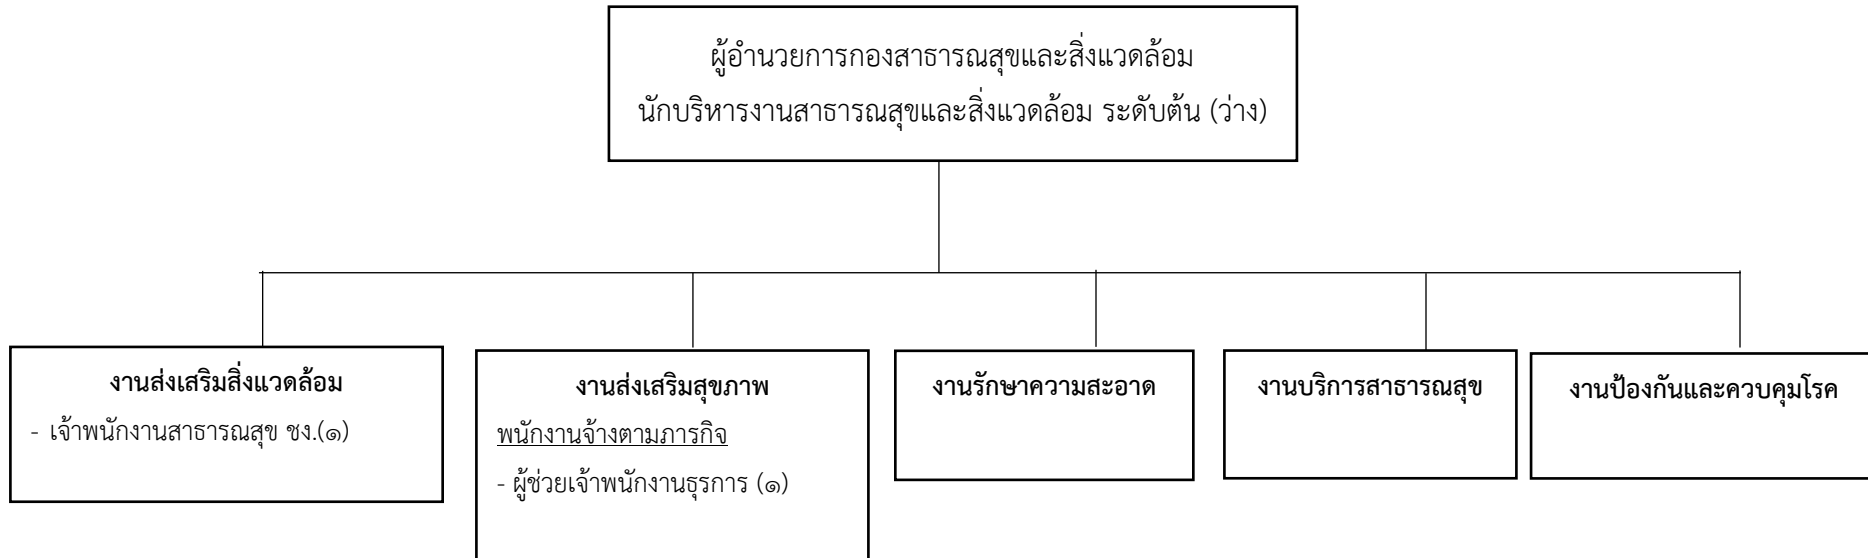 ผู้อำนวยการกองสาธารณสุขและสิ่งแวดล้อม
นักบริหารงานสาธารณสุขและสิ่งแวดล้อม ระดับต้น (ว่าง)
งานส่งเสริมสิ่งแวดล้อม
- เจ้าพนักงานสาธารณสุข ชง.(๑)
งานส่งเสริมสุขภาพ
พนักงานจ้างตามภารกิจ
- ผู้ช่วยเจ้าพนักงานธุรการ (๑)
งานรักษาความสะอาด
งานบริการสาธารณสุข
งานป้องกันและควบคุมโรค